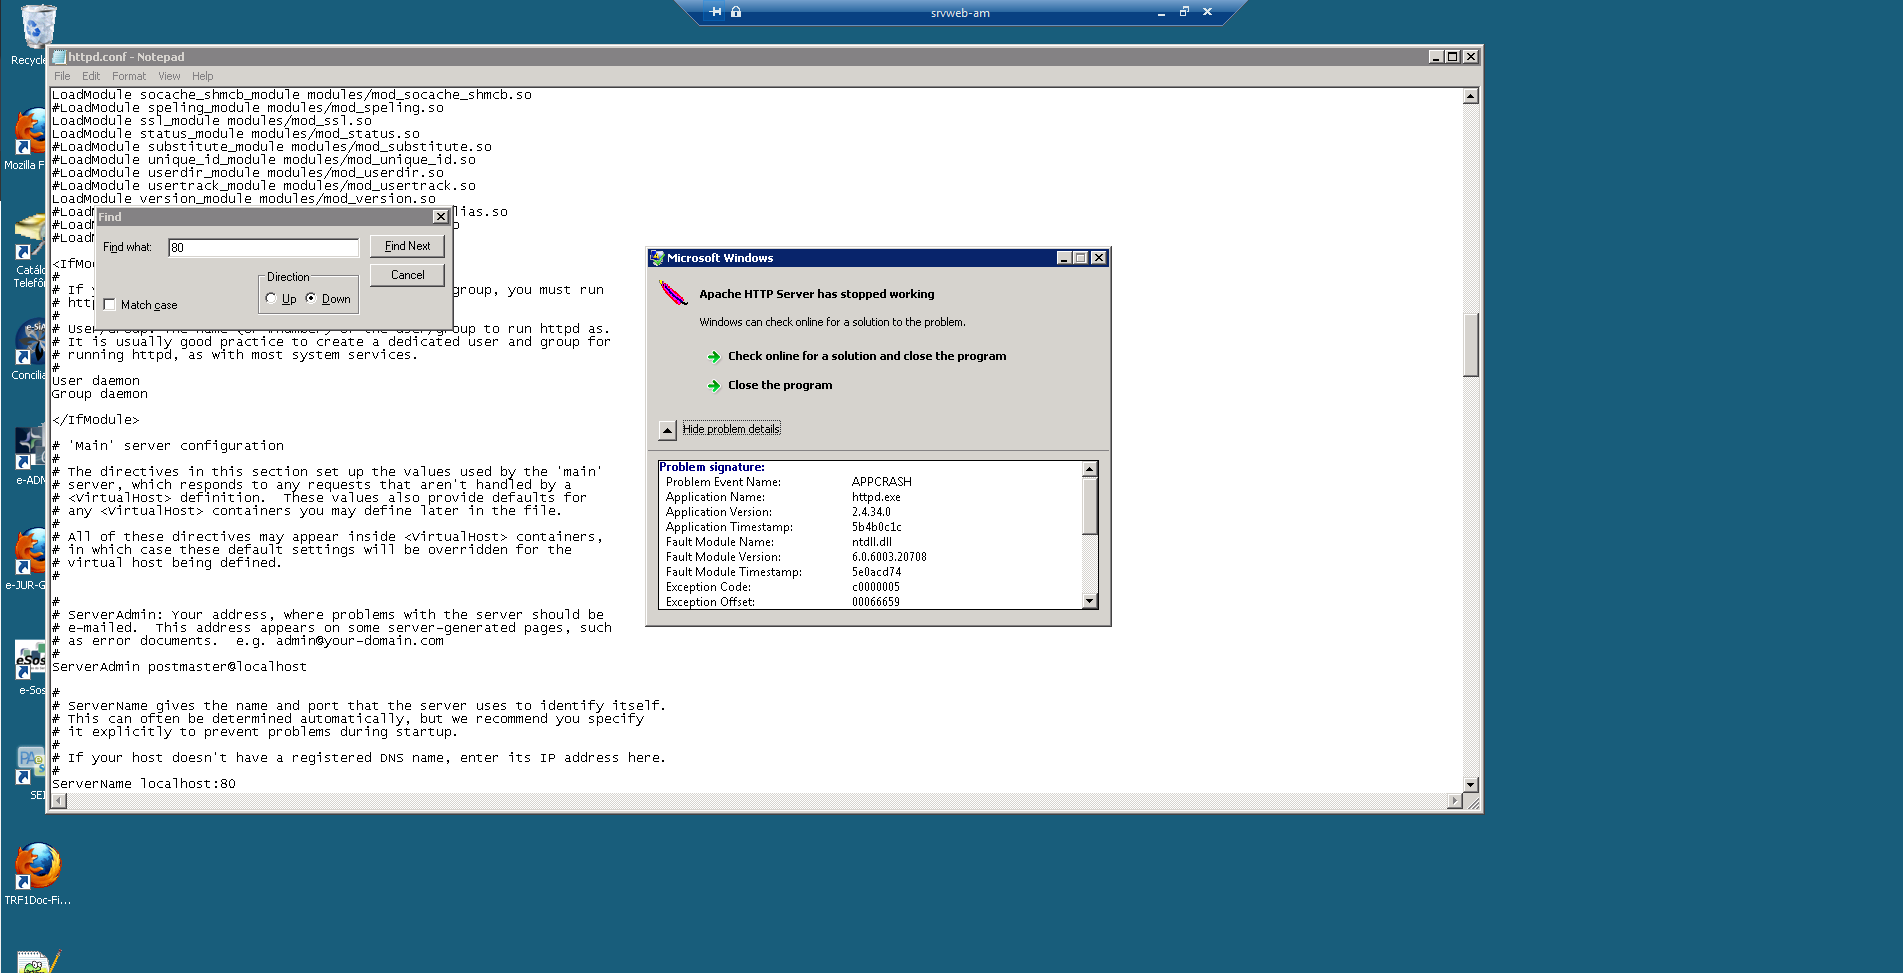 srvweb-am
Recycle
Mozilla F
Catálo
Telefôn
Concilia
e-ADM
e-JUR-G
eSos
e-Sos
SEI
TRF1Doc-Fi...
httpd.conf - Notepad
File Edit Format View Help
LoadModule socache_shmcb_module modules/mod_socache_shmcb.so
#LoadModule speling_module modules/mod_speling.so
LoadModule ssl_module modules/mod_ssl.so
LoadModule status_module modules/mod_status.so
#LoadModule substitute_module modules/mod_substitute.so
#LoadModule unique_id_module modules/mod_unique_id.so
#LoadModule userdir_module modules/mod_userdir.so
#LoadModule usertrack_module modules/mod_usertrack.so
LoadModule version_module modules/mod_version.so
#Load lias.so
#Load o
#Load
<IfMo
#
# If group, you must run
# htt
#
# User/Group: The name (or #number) of the user/group to run httpd as.
# It is usually good practice to create a dedicated user and group for
# running httpd, as with most system services.
#
User daemon
Group daemon
</IfModule>
# 'Main' server configuration
#
# The directives in this section set up the values used by the 'main'
# server, which responds to any requests that aren't handled by a
# <VirtualHost> definition.  These values also provide defaults for
# any <VirtualHost> containers you may define later in the file.
#
# All of these directives may appear inside <VirtualHost> containers,
# in which case these default settings will be overridden for the
# virtual host being defined.
#
#
# ServerAdmin: Your address, where problems with the server should be
# e-mailed.  This address appears on some server-generated pages, such
# as error documents.  e.g. admin@your-domain.com
#
ServerAdmin postmaster@localhost
#
# ServerName gives the name and port that the server uses to identify itself.
# This can often be determined automatically, but we recommend you specify
# it explicitly to prevent problems during startup.
#
# If your host doesn't have a registered DNS name, enter its IP address here.
#
ServerName localhost:80
Find
Find what: 80 Find Next
Cancel
Direction
Up Down
Match case
Microsoft Windows
Apache HTTP Server has stopped working
Windows can check online for a solution to the problem.
Check online for a solution and close the program
Close the program
Hide problem details
Problem signature:
Problem Event Name: APPCRASH
Application Name: httpd.exe
Application Version: 2.4.34.0
Application Timestamp: 5b4b0c1c
Fault Module Name: ntdll.dll
Fault Module Version: 6.0.6003.20708
Fault Module Timestamp: 5e0acd74
Exception Code: c0000005
Exception Offset: 00066659